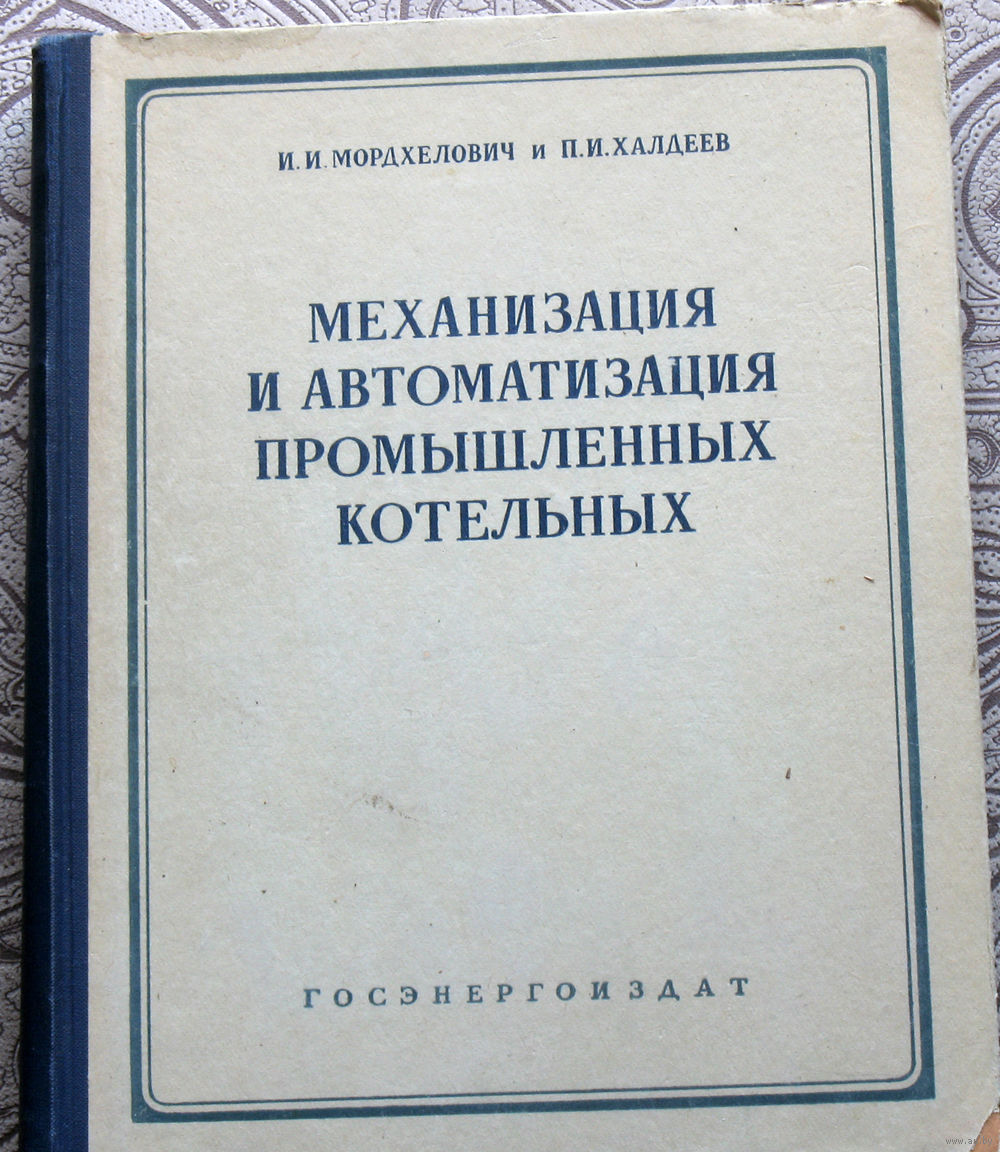 И. И. МОРДХЕЛОВИЧ и П. И. ХАЛДЕЕВ
МЕХАНИЗАЦИЯ
И АВТОМАТИЗАЦИЯ
ПРОМЫШЛЕННЫХ
КОТЕЛЬНЫХ
ГОСЭНЕРГОИЗДАТ